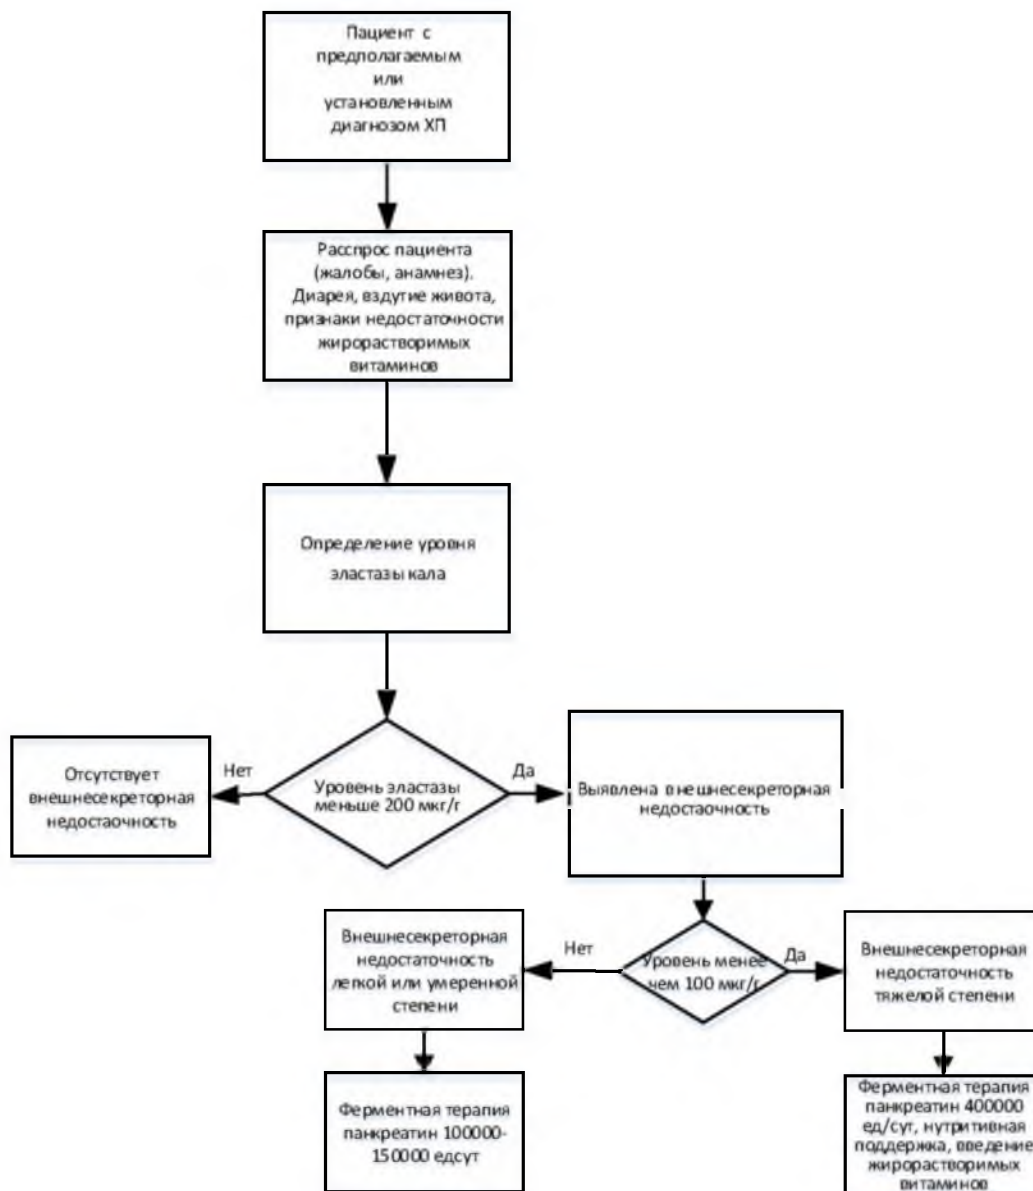 Пациент с
предполагаемым
или
установленным
диагнозом ХП
Расспрос пациента
(жалобы, анамнез).
Диарея, вздутие живота,
признаки недостаточности
жирорастворимых
витаминов
Определение уровня
эластазы кала
Уровень эластазы
меньше 200 мкг/г
Нет
Да
Отсутствует
внешнесекреторная
недостаочность
Выявлена внешнесекреторная
недостаочность
Уровень менее
чем 100 мкг/г
Нет
Да
Внешнесекреторная
недостаточность
легкой или умеренной
степени
Внешнесекреторная
недостаточность
тяжелой степени
Ферментная терапия
панкреатин 100000-
150000 едсут
Ферментная терапия
панкреатин 400000
ед/сут, нутритивная
поддержка, введение
жирорастворимых
витаминов